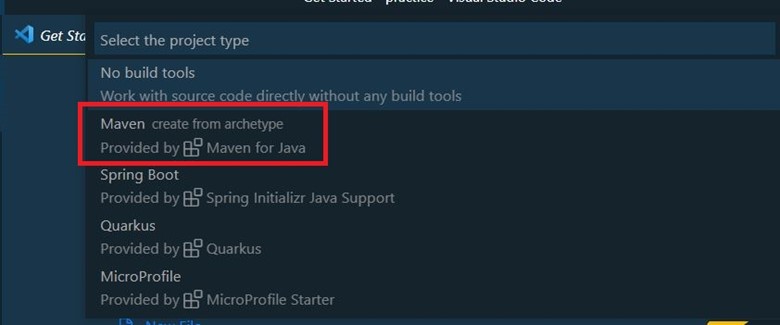 Get Started - practice - Visual Studio Code
Get Sta
Select the project type
No build tools
Work with source code directly without any build tools
Maven create from archetype
Provided by Maven for Java
Spring Boot
Provided by Spring Initializr Java Support
Quarkus
Provided by Quarkus
MicroProfile
Provided by MicroProfile Starter
New File